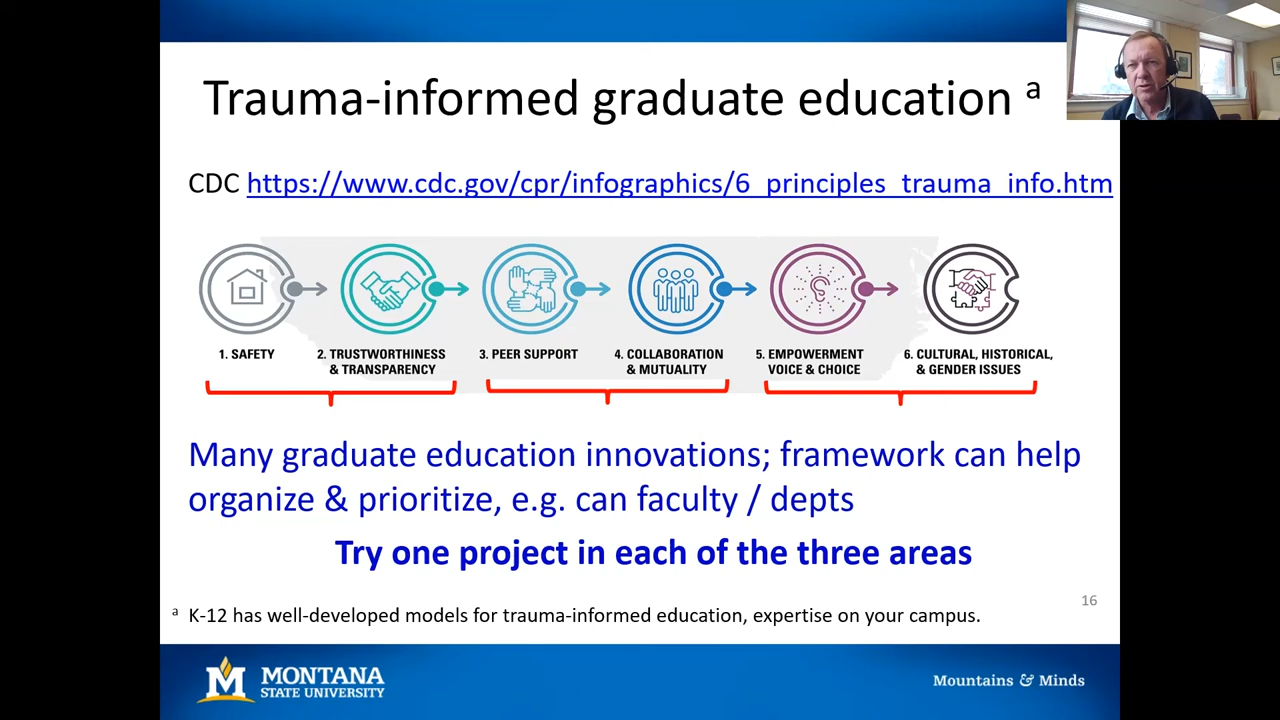 Trauma-informed graduate education a
CDC https://www.cdc.gov/cpr/infographics/6_principles_trauma_info.htm
1. SAFETY
2. TRUSTWORTHINESS
& TRANSPARENCY
3. PEER SUPPORT
4. COLLABORATION
& MUTUALITY
5. EMPOWERMENT
VOICE & CHOICE
6. CULTURAL, HISTORICAL,
& GENDER ISSUES
Many graduate education innovations; framework can help
organize & prioritize, e.g. can faculty / depts
Try one project in each of the three areas
16
a K-12 has well-developed models for trauma-informed education, expertise on your campus.
M MONTANA
STATE UNIVERSITY
Mountains & Minds